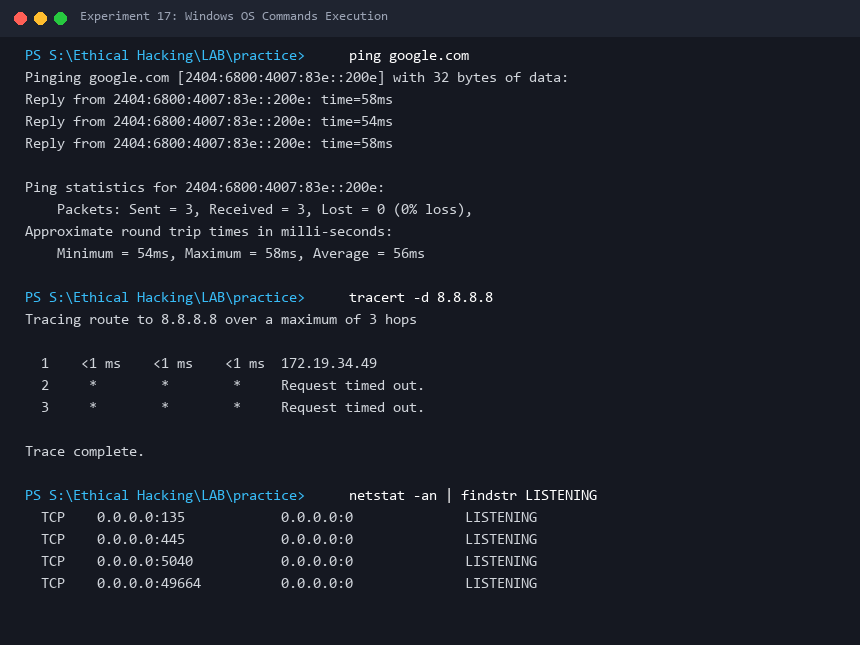 Experiment 17: Windows OS Commands Execution
PS S:\Ethical Hacking\LAB\practice> ping google.com
Pinging google.com [2404:6800:4007:83e::200e] with 32 bytes of data:
Reply from 2404:6800:4007:83e::200e: time=58ms
Reply from 2404:6800:4007:83e::200e: time=54ms
Reply from 2404:6800:4007:83e::200e: time=58ms
Ping statistics for 2404:6800:4007:83e::200e:
Packets: Sent = 3, Received = 3, Lost = 0 (0% loss),
Approximate round trip times in milli-seconds:
Minimum = 54ms, Maximum = 58ms, Average = 56ms
PS S:\Ethical Hacking\LAB\practice> tracert -d 8.8.8.8
Tracing route to 8.8.8.8 over a maximum of 3 hops
1 <1 ms <1 ms <1 ms 172.19.34.49
2 * * * Request timed out.
3 * * * Request timed out.
Trace complete.
PS S:\Ethical Hacking\LAB\practice> netstat -an | findstr LISTENING
TCP 0.0.0.0:135 0.0.0.0:0 LISTENING
TCP 0.0.0.0:445 0.0.0.0:0 LISTENING
TCP 0.0.0.0:5040 0.0.0.0:0 LISTENING
TCP 0.0.0.0:49664 0.0.0.0:0 LISTENING